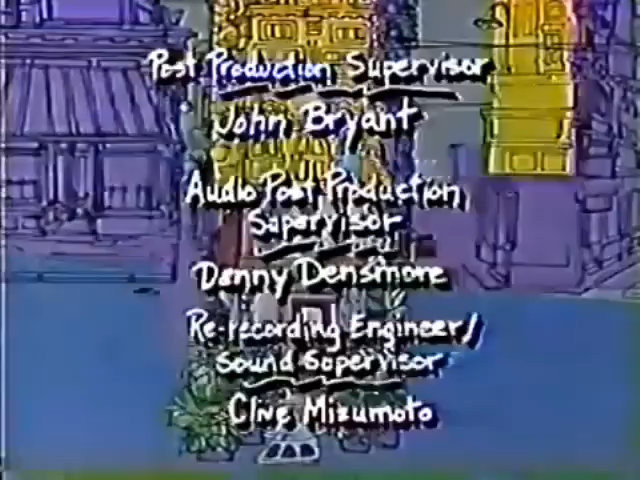 Post Production Supervisor
John Bryant
Audio Post Production
Supervisor
Denny Densmore
Re-recording Engineer/
Sound Supervisor
Clive Mizumoto